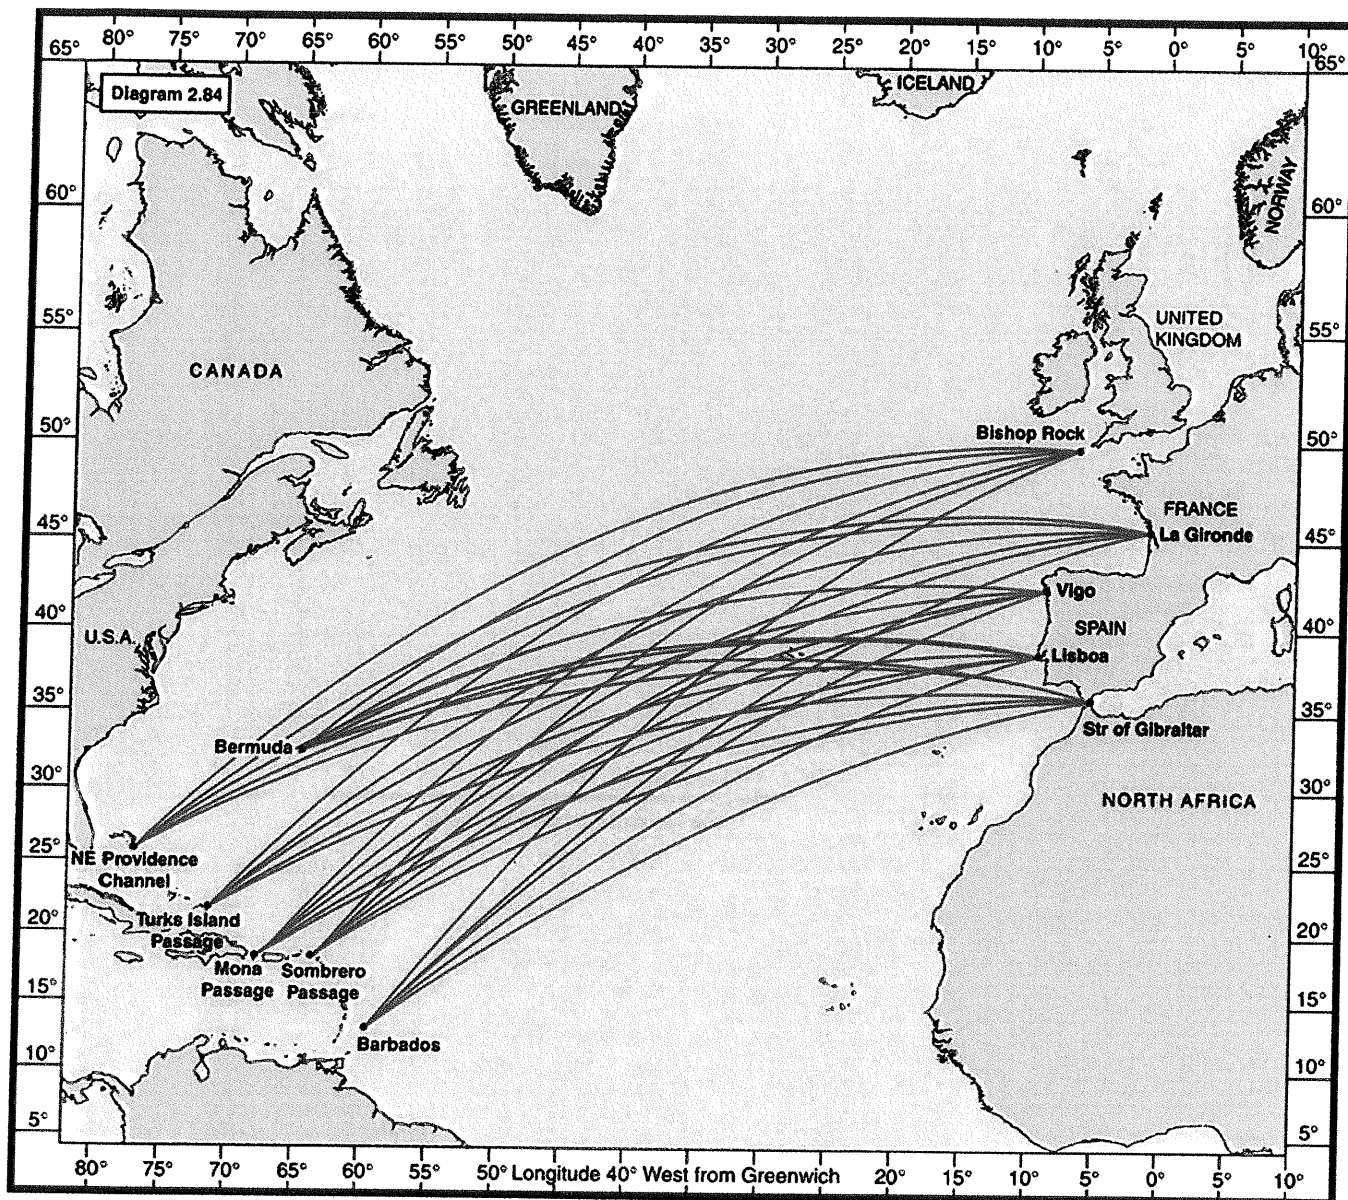 80° 75° 70° 65° 60° 55° 50° 45° 40° 35° 30° 25° 20° 15° 10° 5° 0° 5° 10°
65° 65°
Diagram 2.84
GREENLAND
ICELAND
NORWAY
60° 60°
55° 55°
UNITED
KINGDOM
CANADA
50° 50°
Bishop Rock
FRANCE
La Gironde
45° 45°
Vigo
40° 40°
U.S.A.
SPAIN
Lisboa
35° 35°
Str of Gibraltar
Bermuda
30° 30°
NORTH AFRICA
25° 25°
NE Providence
Channel
20° 20°
Turks Island
Passage
Mona
Passage
Sombrero
Passage
15° 15°
Barbados
10° 10°
5° 5°
80° 75° 70° 65° 60° 55° 50° Longitude 40° West from Greenwich 20° 15° 10° 5° 0° 5° 10°